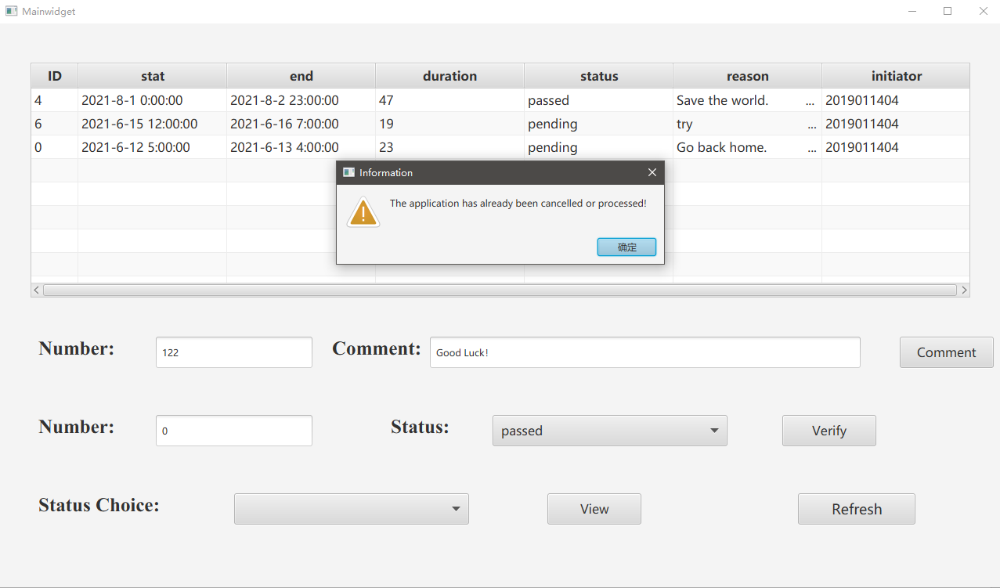 Mainwidget
ID stat end duration status reason initiator
4 2021-8-1 0:00:00 2021-8-2 23:00:00 47 passed Save the world. ... 2019011404
6 2021-6-15 12:00:00 2021-6-16 7:00:00 19 pending try ... 2019011404
0 2021-6-12 5:00:00 2021-6-13 4:00:00 23 pending Go back home. ... 2019011404
Information
The application has already been cancelled or processed!
确定
Number: 122 Comment: Good Luck! Comment
Number: 0 Status: passed Verify
Status Choice: View Refresh